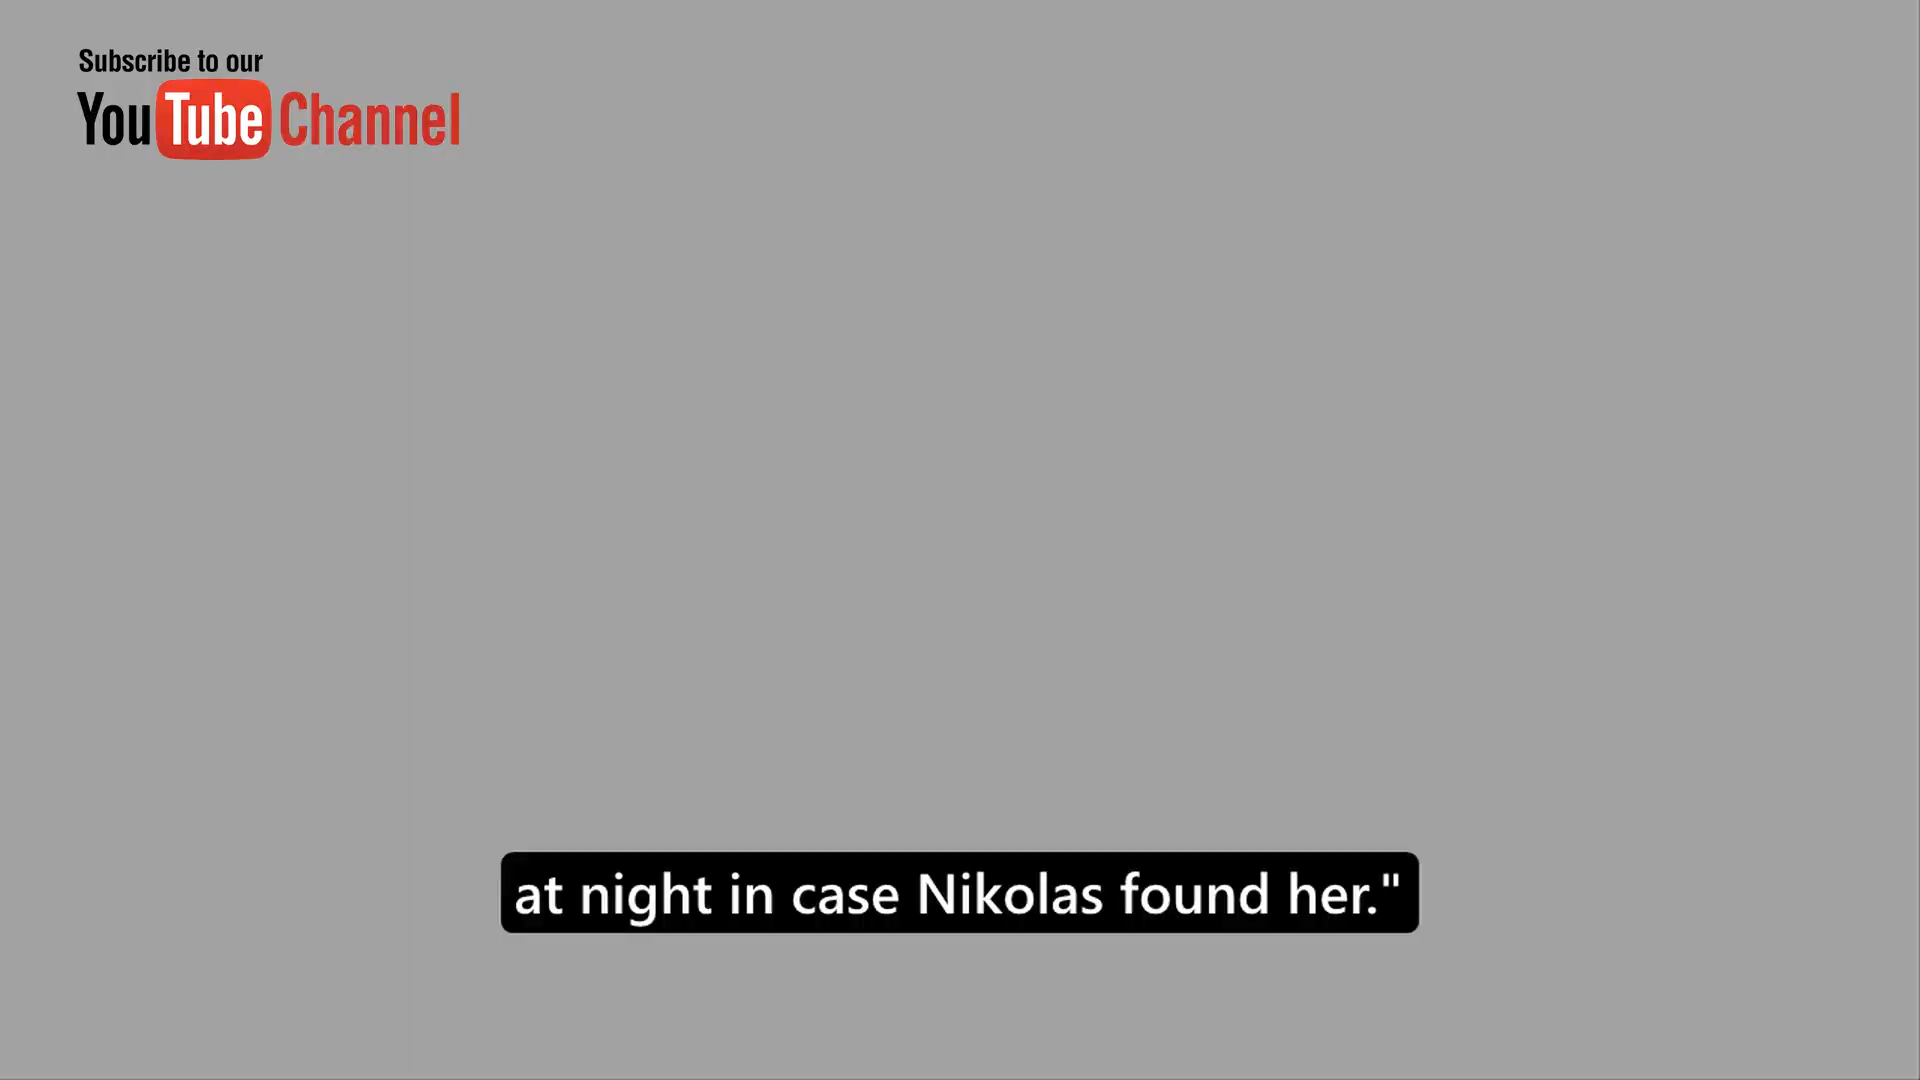 Subscribe to our
YouTube Channel
at night in case Nikolas found her."